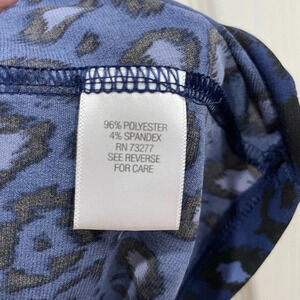 96% POLYESTER
4% SPANDEX
RN 73277
SEE REVERSE
FOR CARE